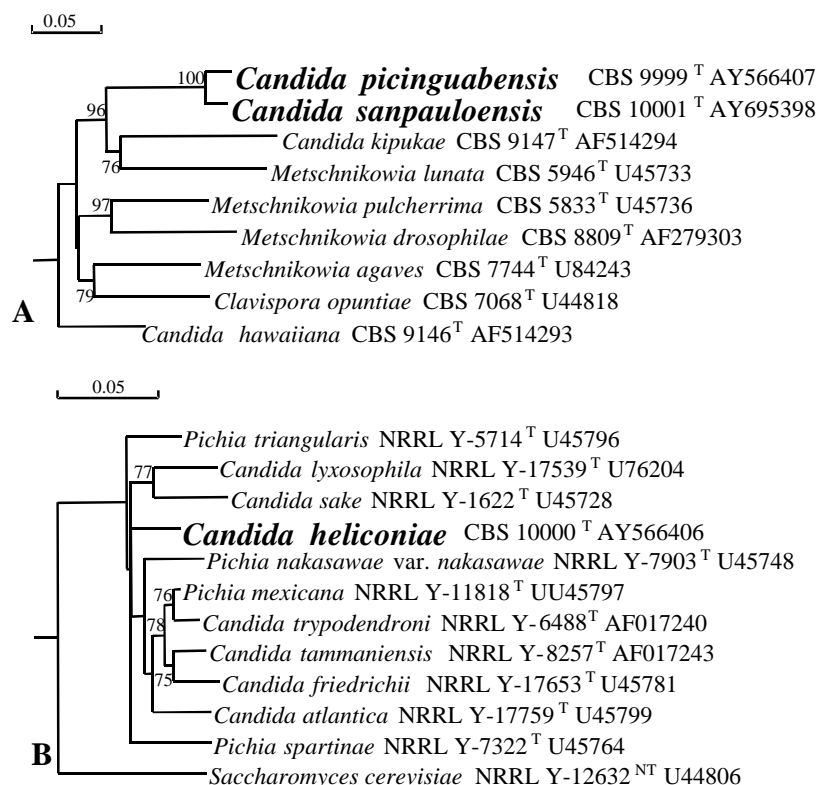 0.05
100
Candida picinguabensis CBS 9999 T AY566407
Candida sanpauloensis CBS 10001 T AY695398
96
Candida kipukae CBS 9147 T AF514294
76
Metschnikowia lunata CBS 5946 T U45733
97
Metschnikowia pulcherrima CBS 5833 T U45736
Metschnikowia drosophilae CBS 8809 T AF279303
Metschnikowia agaves CBS 7744 T U84243
79
Clavispora opuntiae CBS 7068 T U44818
A
Candida hawaiiana CBS 9146 T AF514293
0.05
Pichia triangularis NRRL Y-5714 T U45796
77
Candida lyxosophila NRRL Y-17539 T U76204
Candida sake NRRL Y-1622 T U45728
Candida heliconiae CBS 10000 T AY566406
Pichia nakasawae var. nakasawae NRRL Y-7903 T U45748
76
Pichia mexicana NRRL Y-11818 T UU45797
Candida trypodendroni NRRL Y-6488 T AF017240
78
Candida tammaniensis NRRL Y-8257 T AF017243
75
Candida friedrichii NRRL Y-17653 T U45781
Candida atlantica NRRL Y-17759 T U45799
Pichia spartinae NRRL Y-7322 T U45764
B
Saccharomyces cerevisiae NRRL Y-12632 NT U44806